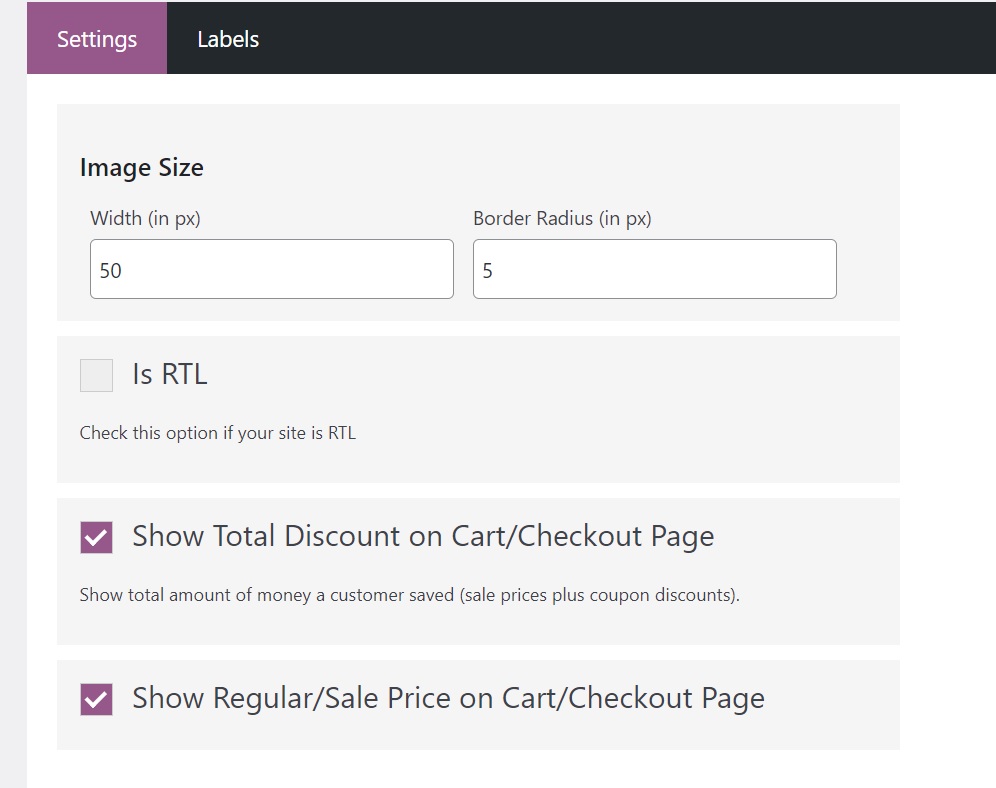 Settings
Labels
Image Size
Width (in px)
Border Radius (in px)
50
5
Is RTL
Check this option if your site is RTL
Show Total Discount on Cart/Checkout Page
Show total amount of money a customer saved (sale prices plus coupon discounts).
Show Regular/Sale Price on Cart/Checkout Page